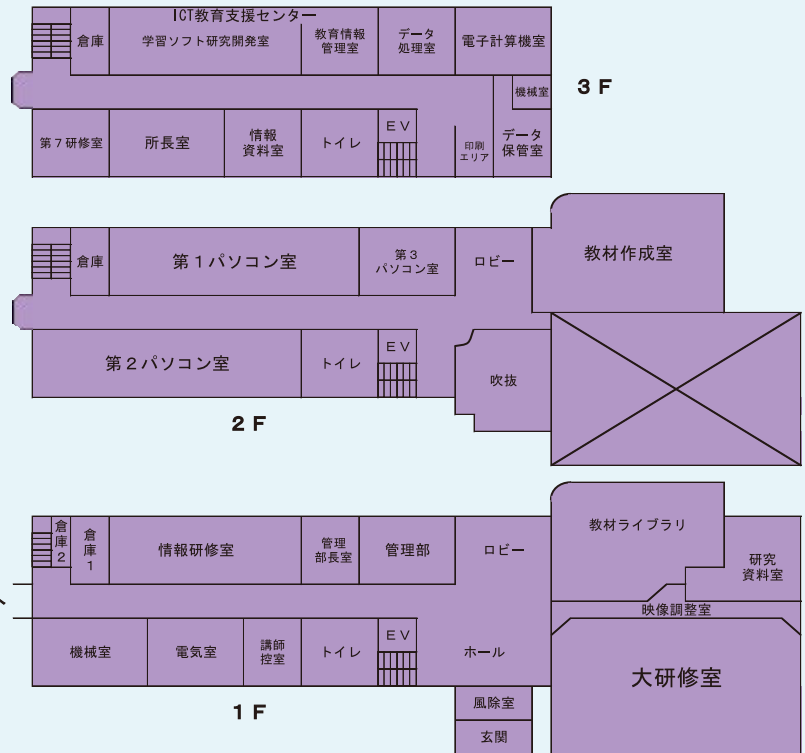 ICT教育支援センター
倉庫
学習ソフト研究開発室
教育情報
管理室
データ
処理室
電子計算機室
機械室
3F
第7研修室
所長室
情報
資料室
トイレ
EV
印刷
エリア
データ
保管室
倉庫
第1パソコン室
第3
パソコン室
ロビー
教材作成室
第2パソコン室
トイレ
EV
吹抜
2F
倉庫2
倉庫1
情報研修室
管理
部長室
管理部
ロビー
教材ライブラリ
研究
資料室
映像調整室
機械室
電気室
講師
控室
トイレ
EV
ホール
大研修室
1F
風除室
玄関